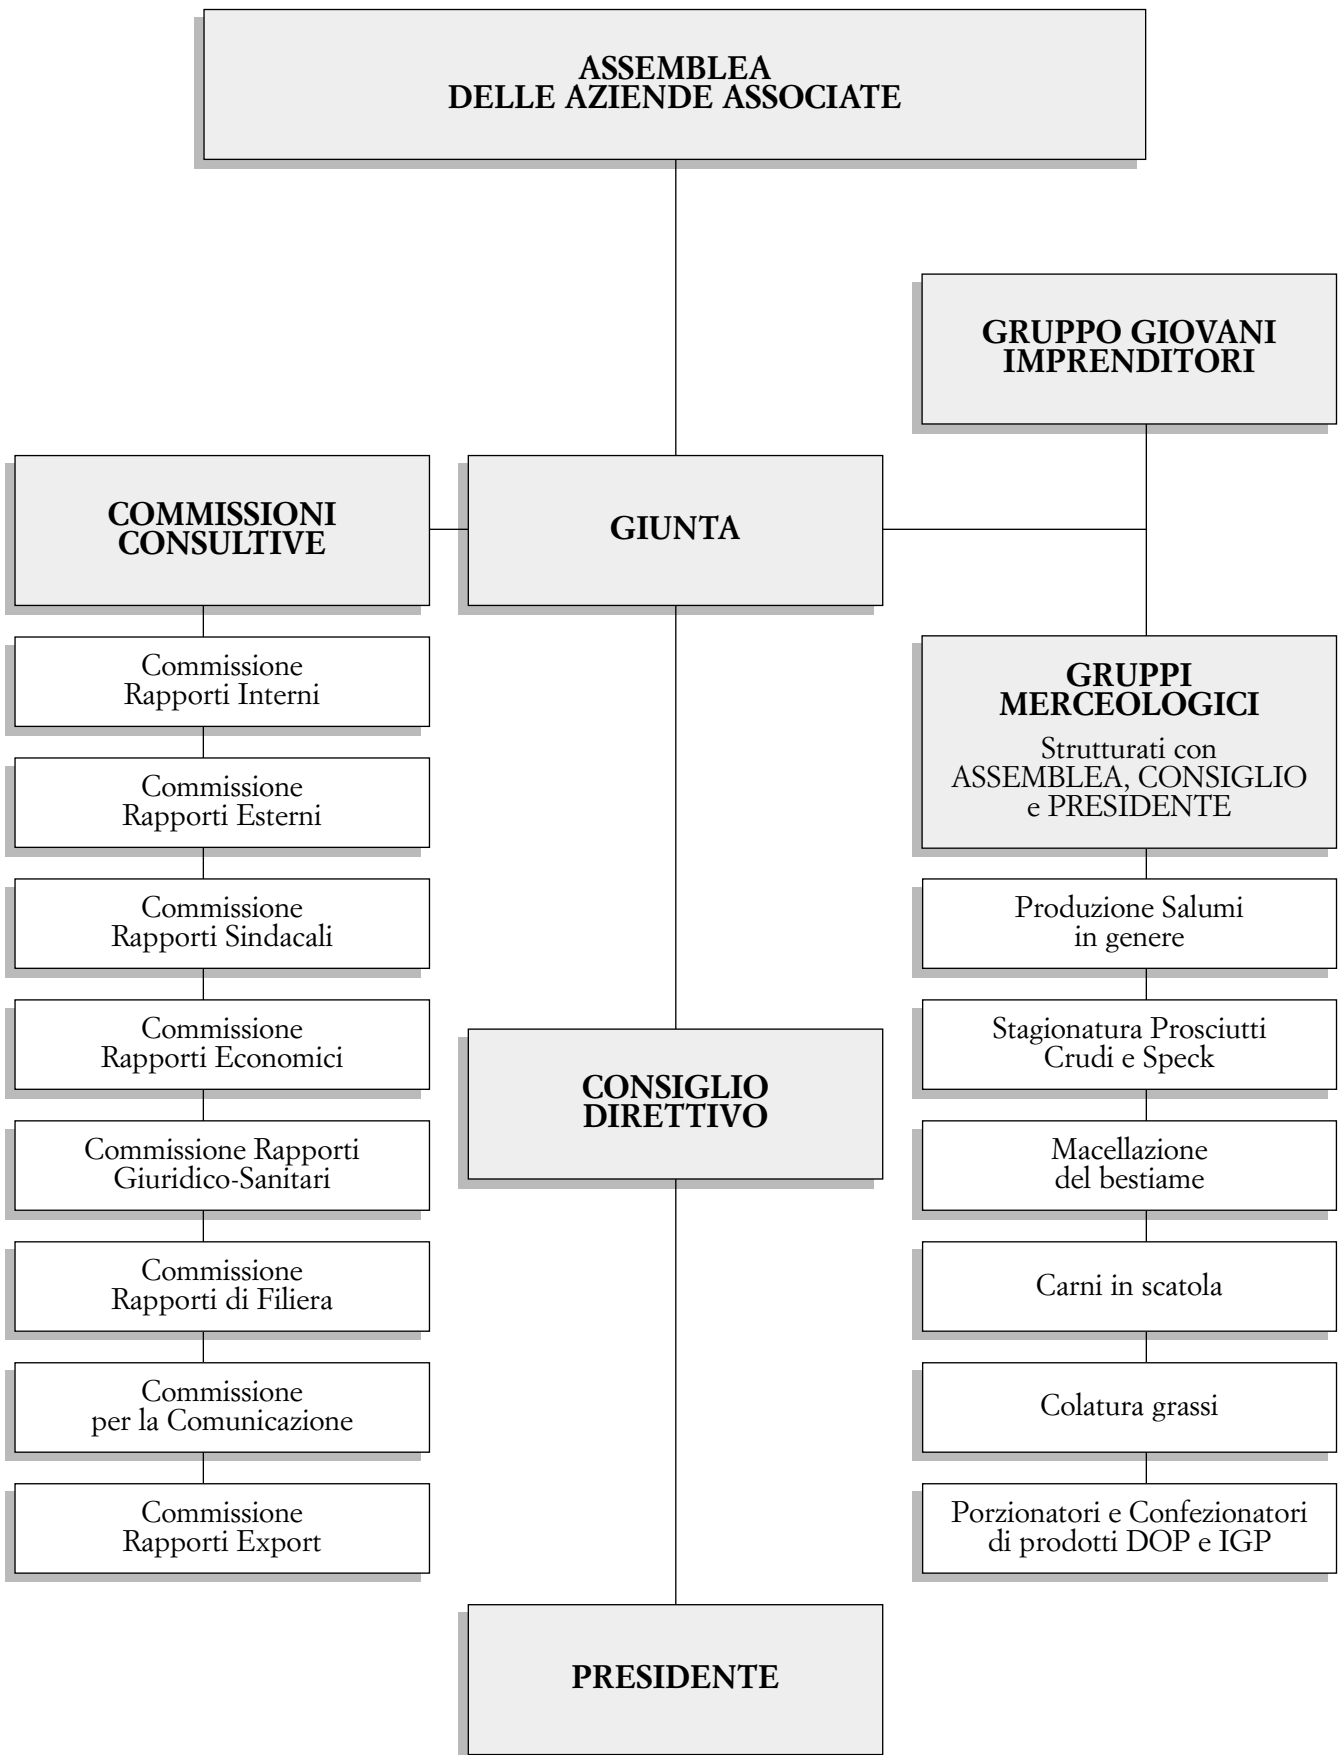 ASSEMBLEA
DELLE AZIENDE ASSOCIATE
GRUPPO GIOVANI
IMPRENDITORI
COMMISSIONI
CONSULTIVE
GIUNTA
Commissione
Rapporti Interni
Commissione
Rapporti Esterni
Commissione
Rapporti Sindacali
Commissione
Rapporti Economici
Commissione Rapporti
Giuridico-Sanitari
Commissione
Rapporti di Filiera
Commissione
per la Comunicazione
Commissione
Rapporti Export
CONSIGLIO
DIRETTIVO
PRESIDENTE
GRUPPI
MERCEOLOGICI
Strutturati con
ASSEMBLEA, CONSIGLIO
e PRESIDENTE
Produzione Salumi
in genere
Stagionatura Prosciutti
Crudi e Speck
Macellazione
del bestiame
Carni in scatola
Colatura grassi
Porzionatori e Confezionatori
di prodotti DOP e IGP